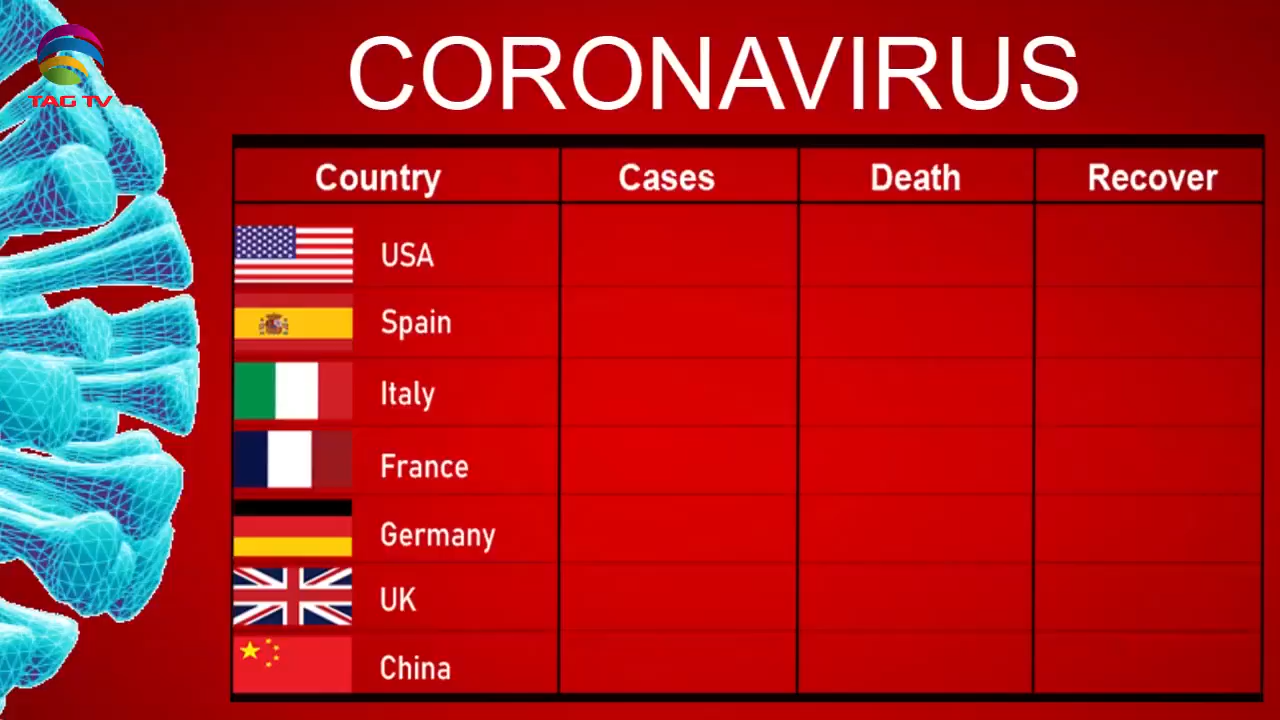 TAG TV
CORONAVIRUS
Country Cases Death Recover
USA
Spain
Italy
France
Germany
UK
China